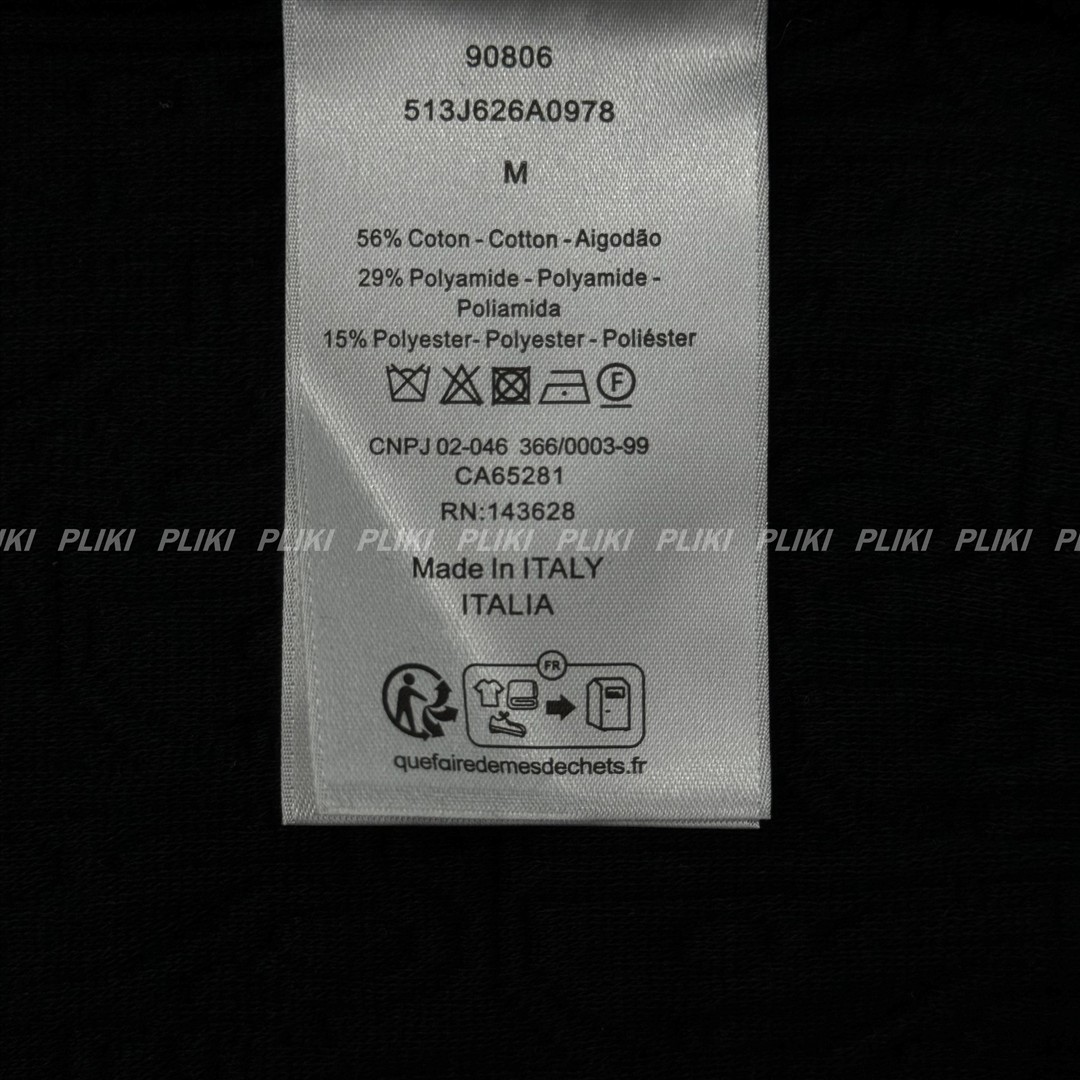 90806
513J626A0978
M
56% Coton - Cotton - Aigodão
29% Polyamide - Polyamide -
Poliamida
15% Polyester- Polyester - Poliéster
F
CNPJ 02-046 366/0003-99
CA65281
RN:143628
PLIKI PLIKI PLIKI PLIKI PLIKI PLIKI PLIKI PLIKI PLIKI PLIKI
Made In ITALY
ITALIA
FR
quefairedemesdechets.fr